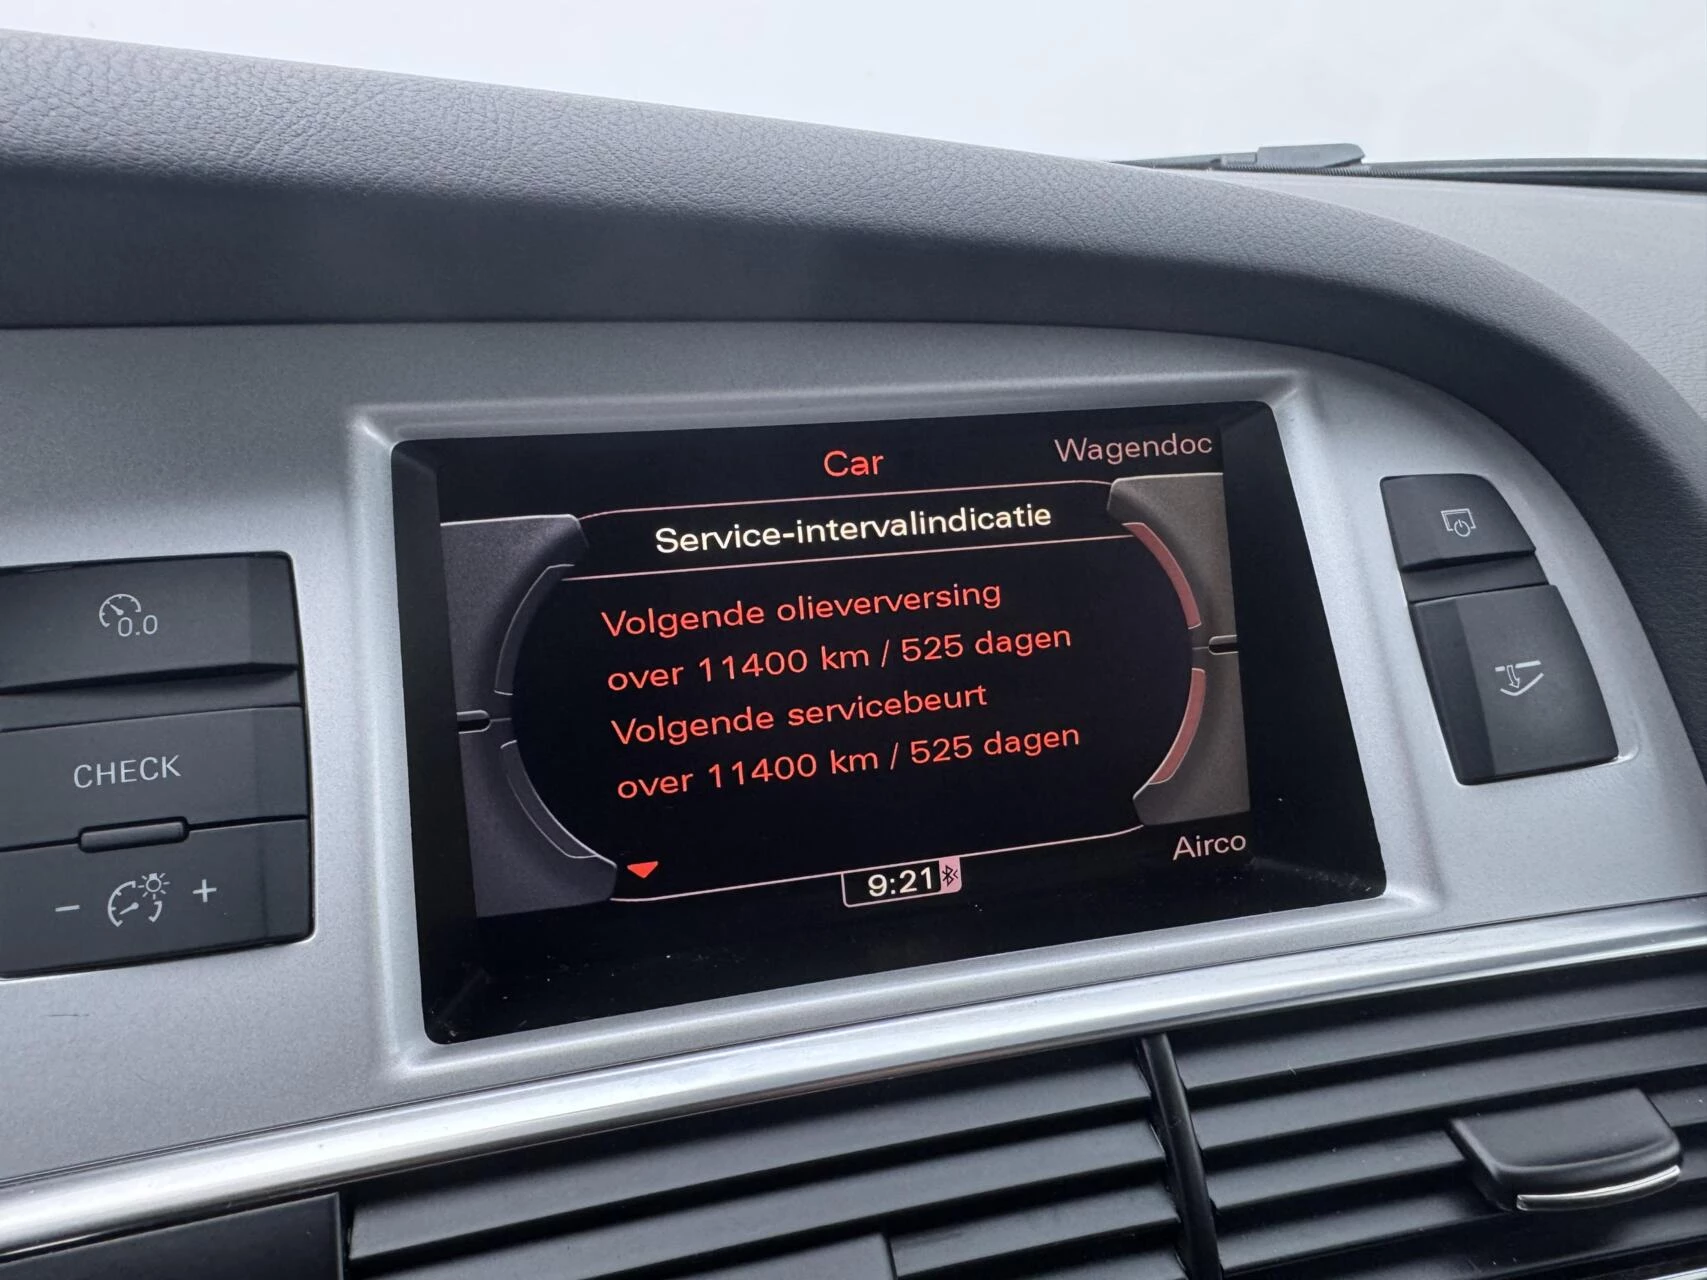 Car
Wagendoc
Service-intervalindicatie
Volgende olieverversing
over 11400 km / 525 dagen
Volgende servicebeurt
over 11400 km / 525 dagen
Airco
9:21
0.0
CHECK
- +